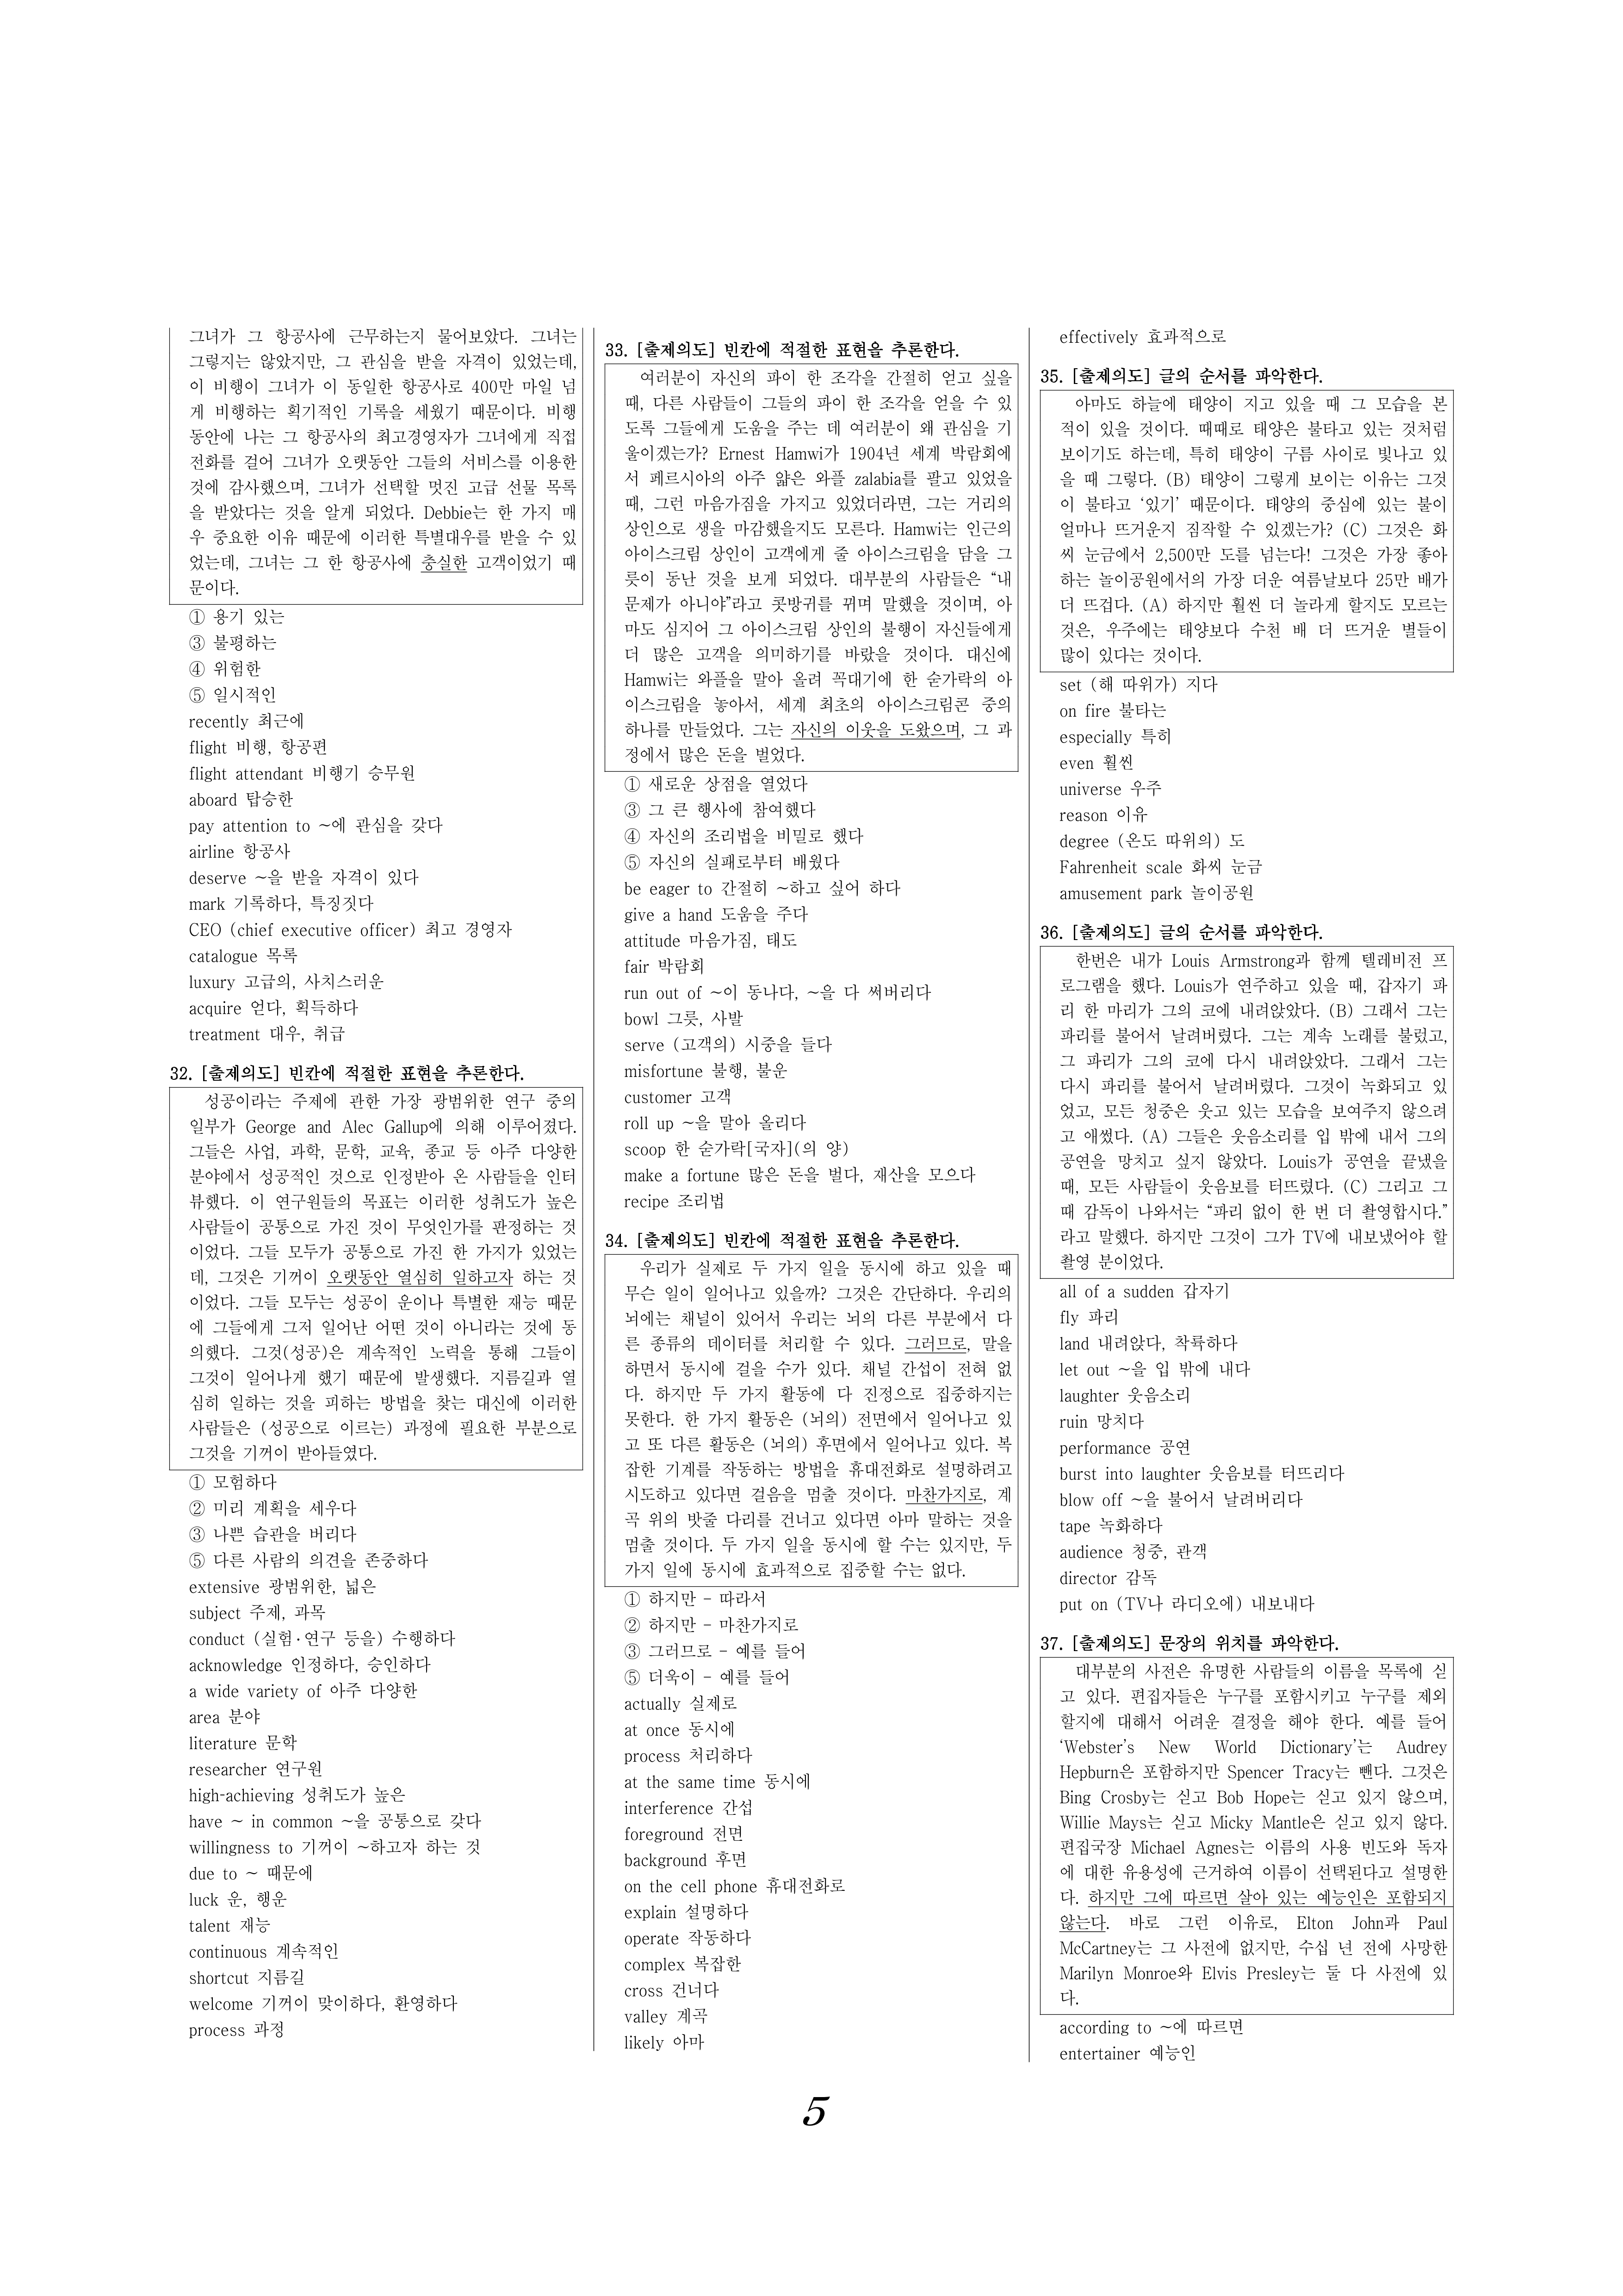 그녀가 그 항공사에 근무하는지 물어보았다. 그녀는
그렇지는 않았지만, 그 관심을 받을 자격이 있었는데,
이 비행이 그녀가 이 동일한 항공사로 400만 마일 넘
게 비행하는 획기적인 기록을 세웠기 때문이다. 비행
동안에 나는 그 항공사의 최고경영자가 그녀에게 직접
전화를 걸어 그녀가 오랫동안 그들의 서비스를 이용한
것에 감사했으며, 그녀가 선택할 멋진 고급 선물 목록
을 받았다는 것을 알게 되었다. Debbie는 한 가지 매
우 중요한 이유 때문에 이러한 특별대우를 받을 수 있
었는데, 그녀는 그 한 항공사에 충실한 고객이었기 때
문이다.
① 용기 있는
③ 불평하는
④ 위험한
⑤ 일시적인
recently 최근에
flight 비행, 항공편
flight attendant 비행기 승무원
aboard 탑승한
pay attention to ~에 관심을 갖다
airline 항공사
deserve ~을 받을 자격이 있다
mark 기록하다, 특징짓다
CEO (chief executive officer) 최고 경영자
catalogue 목록
luxury 고급의, 사치스러운
acquire 얻다, 획득하다
treatment 대우, 취급
32. [출제의도] 빈칸에 적절한 표현을 추론한다.
성공이라는 주제에 관한 가장 광범위한 연구 중의
일부가 George and Alec Gallup에 의해 이루어졌다.
그들은 사업, 과학, 문학, 교육, 종교 등 아주 다양한
분야에서 성공적인 것으로 인정받아 온 사람들을 인터
뷰했다. 이 연구원들의 목표는 이러한 성취도가 높은
사람들이 공통으로 가진 것이 무엇인가를 판정하는 것
이었다. 그들 모두가 공통으로 가진 한 가지가 있었는
데, 그것은 기꺼이 오랫동안 열심히 일하고자 하는 것
이었다. 그들 모두는 성공이 운이나 특별한 재능 때문
에 그들에게 그저 일어난 어떤 것이 아니라는 것에 동
의했다. 그것(성공)은 계속적인 노력을 통해 그들이
그것이 일어나게 했기 때문에 발생했다. 지름길과 열
심히 일하는 것을 피하는 방법을 찾는 대신에 이러한
사람들은 (성공으로 이르는) 과정에 필요한 부분으로
그것을 기꺼이 받아들였다.
① 모험하다
② 미리 계획을 세우다
③ 나쁜 습관을 버리다
⑤ 다른 사람의 의견을 존중하다
extensive 광범위한, 넓은
subject 주제, 과목
conduct (실험·연구 등을) 수행하다
acknowledge 인정하다, 승인하다
a wide variety of 아주 다양한
area 분야
literature 문학
researcher 연구원
high-achieving 성취도가 높은
have ~ in common ~을 공통으로 갖다
willingness to 기꺼이 ~하고자 하는 것
due to ~ 때문에
luck 운, 행운
talent 재능
continuous 계속적인
shortcut 지름길
welcome 기꺼이 맞이하다, 환영하다
process 과정
33. [출제의도] 빈칸에 적절한 표현을 추론한다.
여러분이 자신의 파이 한 조각을 간절히 얻고 싶을
때, 다른 사람들이 그들의 파이 한 조각을 얻을 수 있
도록 그들에게 도움을 주는 데 여러분이 왜 관심을 기
울이겠는가? Ernest Hamwi가 1904년 세계 박람회에
서 페르시아의 아주 얇은 와플 zalabia를 팔고 있었을
때, 그런 마음가짐을 가지고 있었더라면, 그는 거리의
상인으로 생을 마감했을지도 모른다. Hamwi는 인근의
아이스크림 상인이 고객에게 줄 아이스크림을 담을 그
릇이 동난 것을 보게 되었다. 대부분의 사람들은 “내
문제가 아니야”라고 콧방귀를 뀌며 말했을 것이며, 아
마도 심지어 그 아이스크림 상인의 불행이 자신들에게
더 많은 고객을 의미하기를 바랐을 것이다. 대신에
Hamwi는 와플을 말아 올려 꼭대기에 한 숟가락의 아
이스크림을 놓아서, 세계 최초의 아이스크림콘 중의
하나를 만들었다. 그는 자신의 이웃을 도왔으며, 그 과
정에서 많은 돈을 벌었다.
① 새로운 상점을 열었다
③ 그 큰 행사에 참여했다
④ 자신의 조리법을 비밀로 했다
⑤ 자신의 실패로부터 배웠다
be eager to 간절히 ~하고 싶어 하다
give a hand 도움을 주다
attitude 마음가짐, 태도
fair 박람회
run out of ~이 동나다, ~을 다 써버리다
bowl 그릇, 사발
serve (고객의) 시중을 들다
misfortune 불행, 불운
customer 고객
roll up ~을 말아 올리다
scoop 한 숟가락[국자](의 양)
make a fortune 많은 돈을 벌다, 재산을 모으다
recipe 조리법
34. [출제의도] 빈칸에 적절한 표현을 추론한다.
우리가 실제로 두 가지 일을 동시에 하고 있을 때
무슨 일이 일어나고 있을까? 그것은 간단하다. 우리의
뇌에는 채널이 있어서 우리는 뇌의 다른 부분에서 다
른 종류의 데이터를 처리할 수 있다. 그러므로, 말을
하면서 동시에 걸을 수가 있다. 채널 간섭이 전혀 없
다. 하지만 두 가지 활동에 다 진정으로 집중하지는
못한다. 한 가지 활동은 (뇌의) 전면에서 일어나고 있
고 또 다른 활동은 (뇌의) 후면에서 일어나고 있다. 복
잡한 기계를 작동하는 방법을 휴대전화로 설명하려고
시도하고 있다면 걸음을 멈출 것이다. 마찬가지로, 계
곡 위의 밧줄 다리를 건너고 있다면 아마 말하는 것을
멈출 것이다. 두 가지 일을 동시에 할 수는 있지만, 두
가지 일에 동시에 효과적으로 집중할 수는 없다.
① 하지만 - 따라서
② 하지만 - 마찬가지로
③ 그러므로 - 예를 들어
⑤ 더욱이 - 예를 들어
actually 실제로
at once 동시에
process 처리하다
at the same time 동시에
interference 간섭
foreground 전면
background 후면
on the cell phone 휴대전화로
explain 설명하다
operate 작동하다
complex 복잡한
cross 건너다
valley 계곡
likely 아마
effectively 효과적으로
35. [출제의도] 글의 순서를 파악한다.
아마도 하늘에 태양이 지고 있을 때 그 모습을 본
적이 있을 것이다. 때때로 태양은 불타고 있는 것처럼
보이기도 하는데, 특히 태양이 구름 사이로 빛나고 있
을 때 그렇다. (B) 태양이 그렇게 보이는 이유는 그것
이 불타고 ‘있기’ 때문이다. 태양의 중심에 있는 불이
얼마나 뜨거운지 짐작할 수 있겠는가? (C) 그것은 화
씨 눈금에서 2,500만 도를 넘는다! 그것은 가장 좋아
하는 놀이공원에서의 가장 더운 여름날보다 25만 배가
더 뜨겁다. (A) 하지만 훨씬 더 놀라게 할지도 모르는
것은, 우주에는 태양보다 수천 배 더 뜨거운 별들이
많이 있다는 것이다.
set (해 따위가) 지다
on fire 불타는
especially 특히
even 훨씬
universe 우주
reason 이유
degree (온도 따위의) 도
Fahrenheit scale 화씨 눈금
amusement park 놀이공원
36. [출제의도] 글의 순서를 파악한다.
한번은 내가 Louis Armstrong과 함께 텔레비전 프
로그램을 했다. Louis가 연주하고 있을 때, 갑자기 파
리 한 마리가 그의 코에 내려앉았다. (B) 그래서 그는
파리를 불어서 날려버렸다. 그는 계속 노래를 불렀고,
그 파리가 그의 코에 다시 내려앉았다. 그래서 그는
다시 파리를 불어서 날려버렸다. 그것이 녹화되고 있
었고, 모든 청중은 웃고 있는 모습을 보여주지 않으려
고 애썼다. (A) 그들은 웃음소리를 입 밖에 내서 그의
공연을 망치고 싶지 않았다. Louis가 공연을 끝냈을
때, 모든 사람들이 웃음보를 터뜨렸다. (C) 그리고 그
때 감독이 나와서는 “파리 없이 한 번 더 촬영합시다.”
라고 말했다. 하지만 그것이 그가 TV에 내보냈어야 할
촬영 분이었다.
all of a sudden 갑자기
fly 파리
land 내려앉다, 착륙하다
let out ~을 입 밖에 내다
laughter 웃음소리
ruin 망치다
performance 공연
burst into laughter 웃음보를 터뜨리다
blow off ~을 불어서 날려버리다
tape 녹화하다
audience 청중, 관객
director 감독
put on (TV나 라디오에) 내보내다
37. [출제의도] 문장의 위치를 파악한다.
대부분의 사전은 유명한 사람들의 이름을 목록에 싣
고 있다. 편집자들은 누구를 포함시키고 누구를 제외
할지에 대해서 어려운 결정을 해야 한다. 예를 들어
‘Webster’s New World Dictionary’는 Audrey
Hepburn은 포함하지만 Spencer Tracy는 뺀다. 그것은
Bing Crosby는 싣고 Bob Hope는 싣고 있지 않으며,
Willie Mays는 싣고 Micky Mantle은 싣고 있지 않다.
편집국장 Michael Agnes는 이름의 사용 빈도와 독자
에 대한 유용성에 근거하여 이름이 선택된다고 설명한
다. 하지만 그에 따르면 살아 있는 예능인은 포함되지
않는다. 바로 그런 이유로, Elton John과 Paul
McCartney는 그 사전에 없지만, 수십 년 전에 사망한
Marilyn Monroe와 Elvis Presley는 둘 다 사전에 있
다.
according to ~에 따르면
entertainer 예능인
5